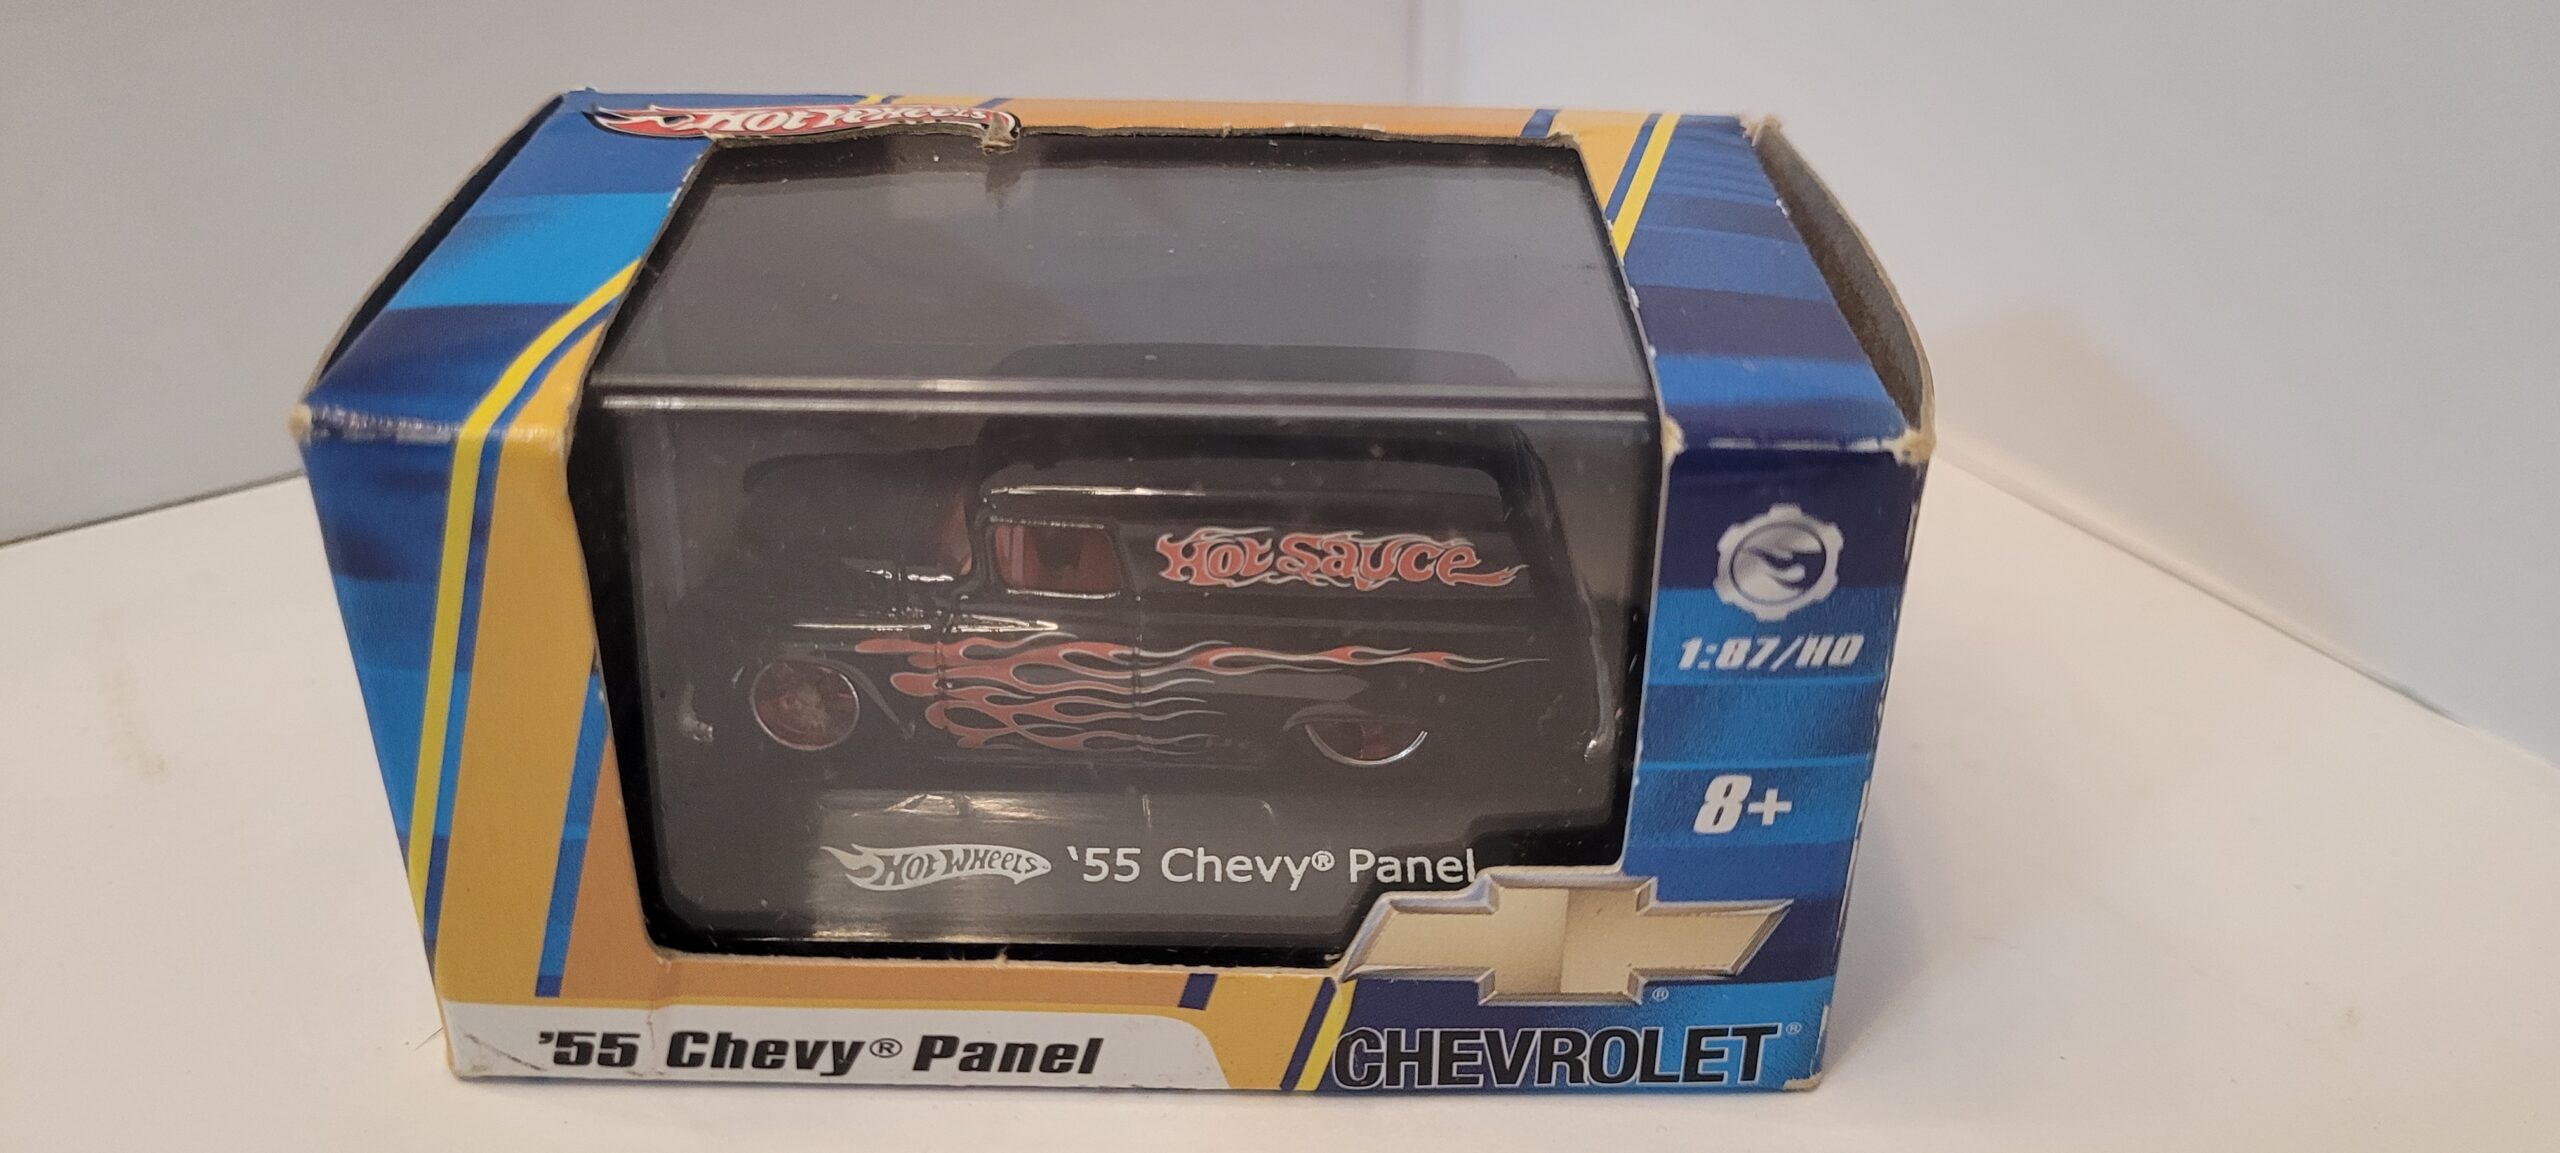 Hot Wheels
Hot Sauce
1:87/HO
8+
Hot Wheels '55 Chevy® Panel
®
'55 Chevy® Panel
CHEVROLET®